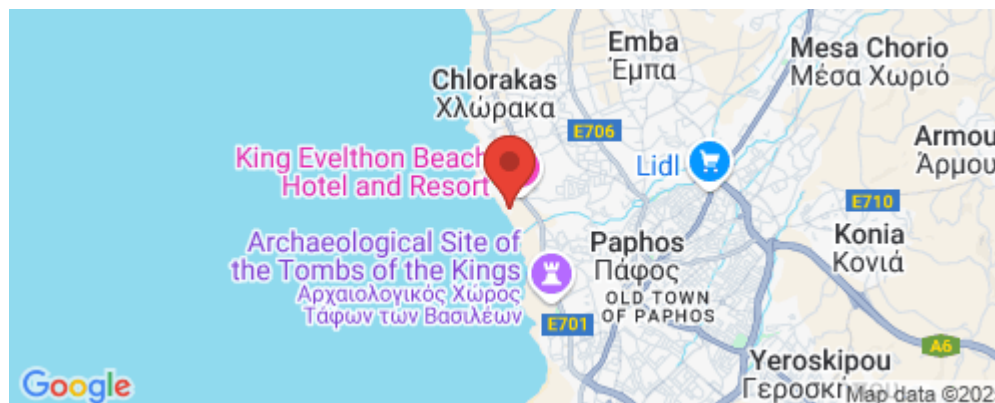 Emba
Έμπα
Mesa Chorio
Μέσα Χωριό
Chlorakas
Χλώρακα
E706
Armou
Άρμου
King Evelthon Beach
Hotel and Resort
Lidl
E710
Archaeological Site of
the Tombs of the Kings
Αρχαιολογικός Χώρος
Τάφων των Βασιλέων
Paphos
Πάφος
OLD TOWN
OF PAPHOS
Konia
Κονιά
E701
A6
Yeroskipou
Google
Map data ©202